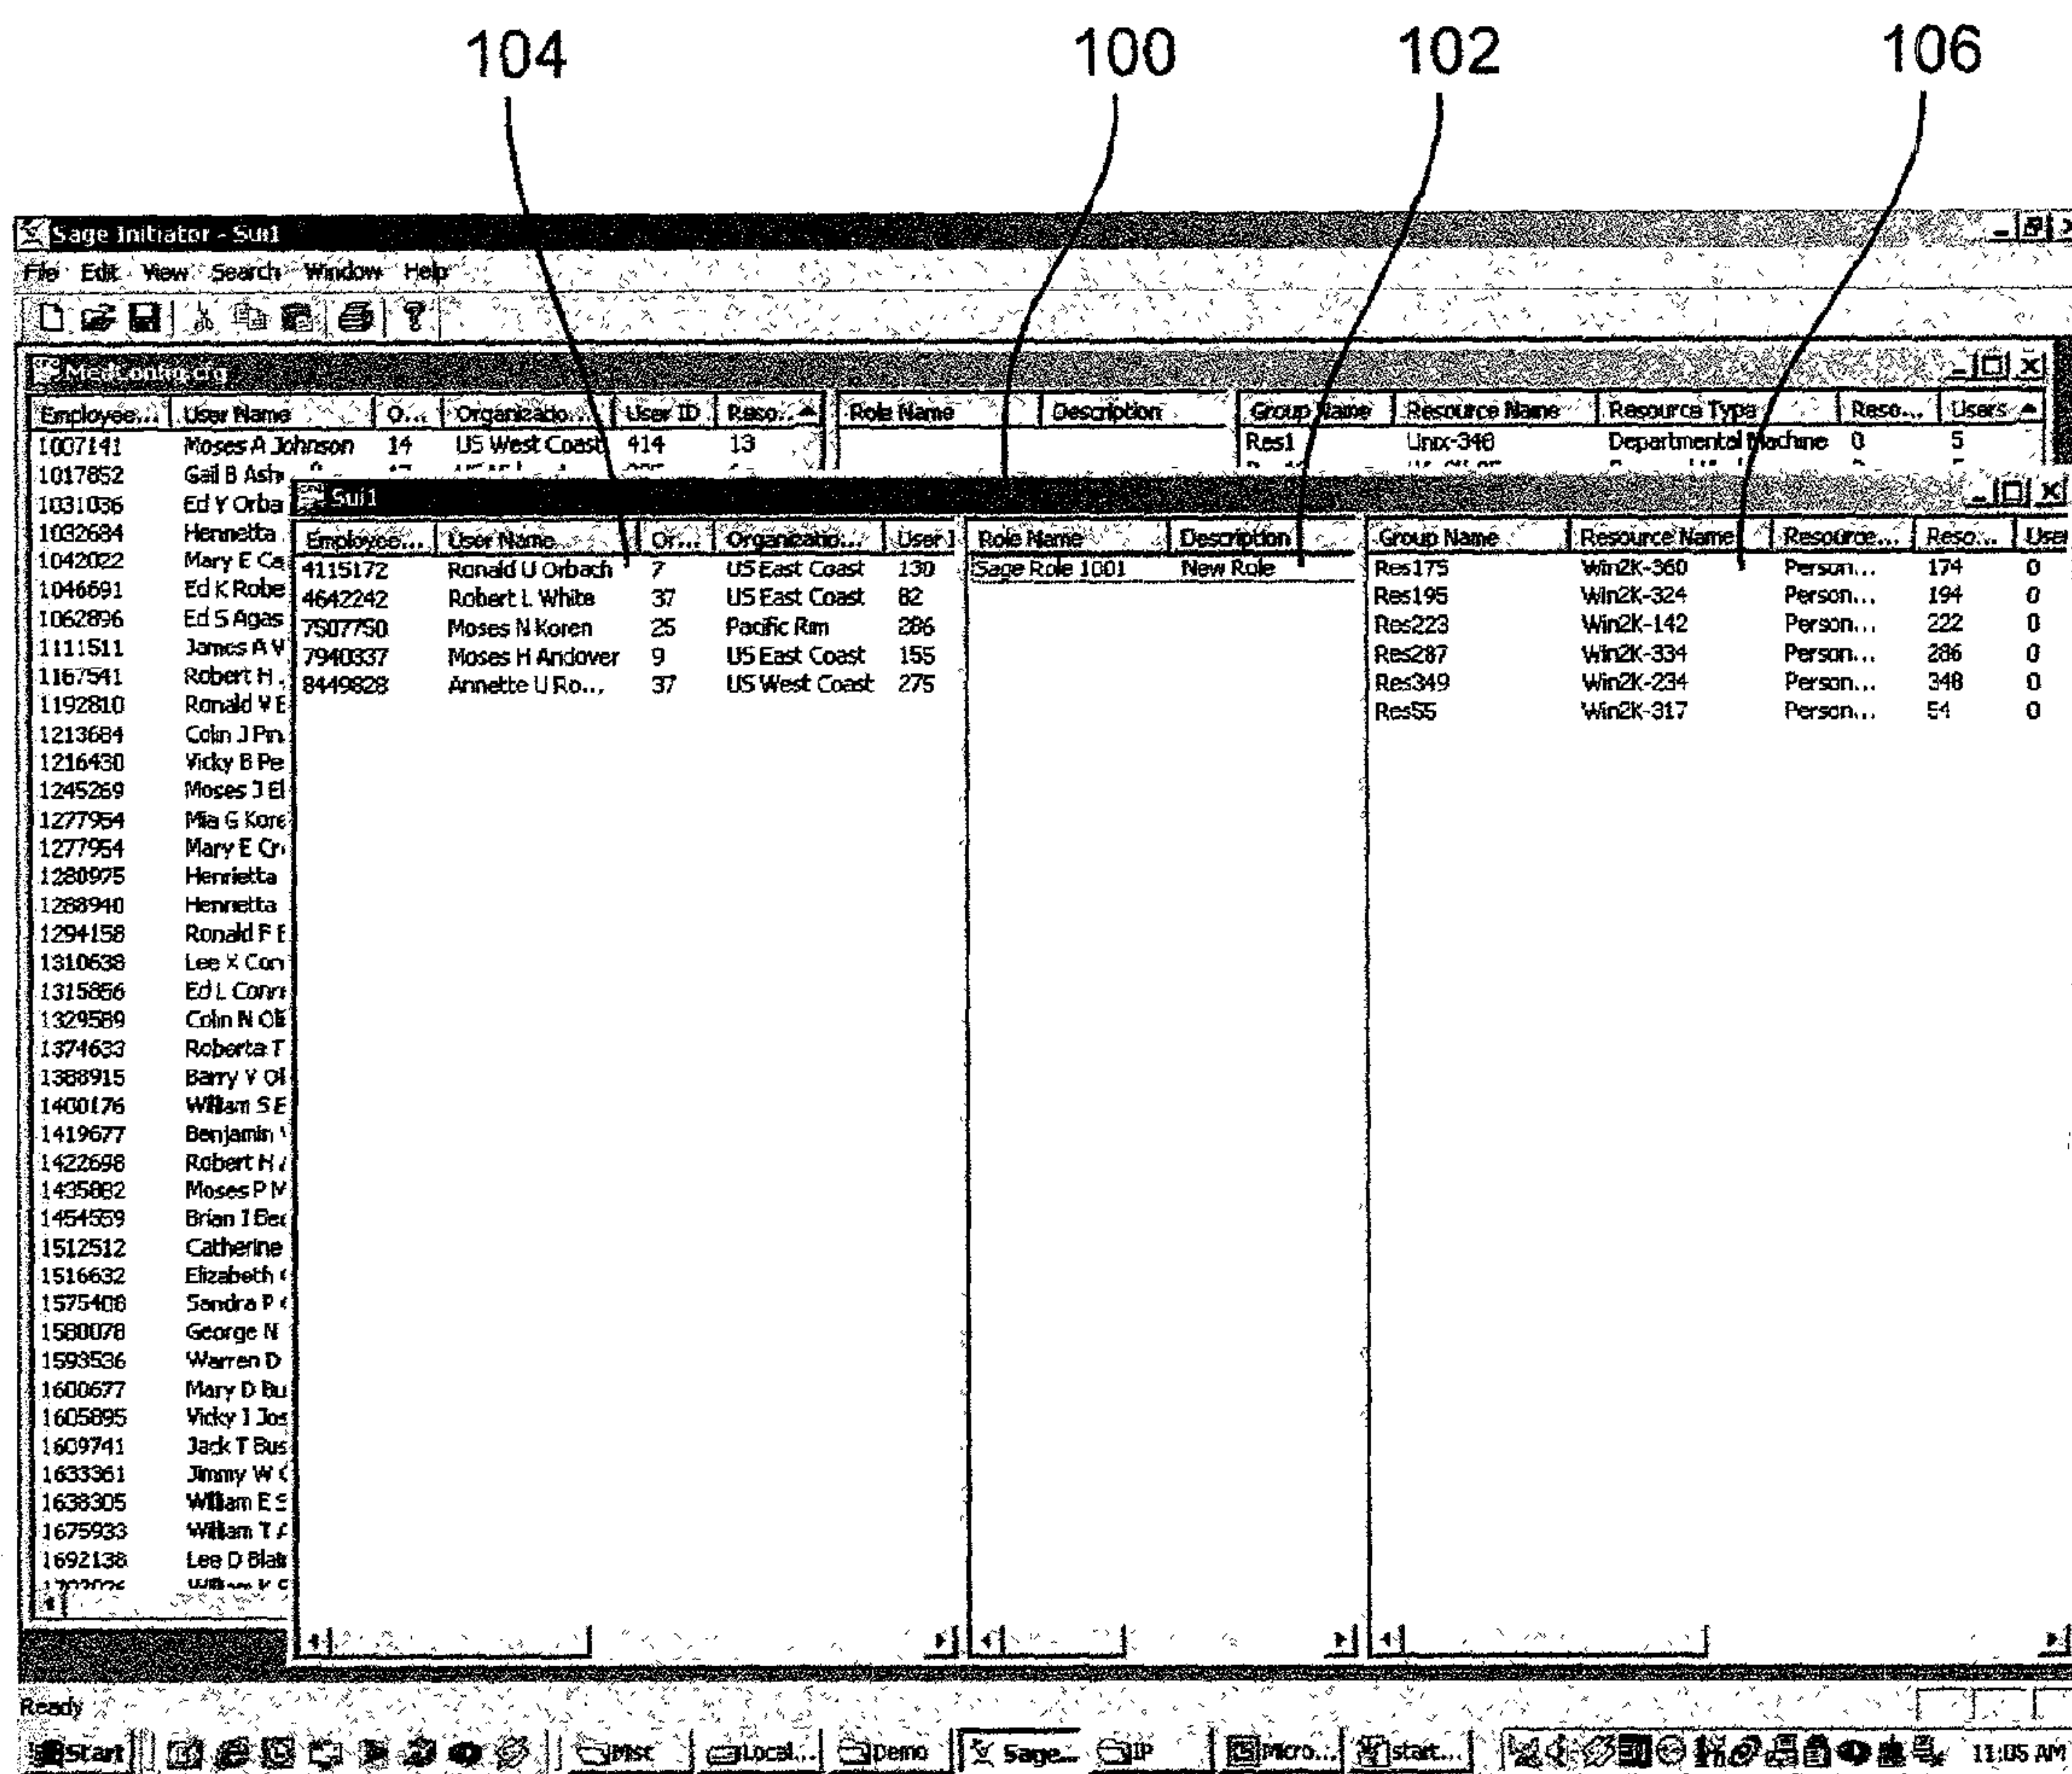 104 100 102 106
Sage Initiator - Sui1
File Edit View Search Window Help
MedConfig.cfg
Employee... User Name O... Organizatio... User ID Reso... Role Name Description Group Name Resource Name Resource Type Reso... Users
1007141 Moses A Johnson 14 US West Coast 414 13 Res1 Unix-348 Departmental Machine 0 5
1017852 Gail B Ash
Sui1
1031036 Ed Y Orba
Employee... User Name Or... Organizatio... User I Role Name Description Group Name Resource Name Resource... Reso... User
1032684 Henrietta
4115172 Ronald U Orbach 7 US East Coast 130 Sage Role 1001 New Role Res175 Win2K-360 Person... 174 0
1042022 Mary E Ca
4642242 Robert L White 37 US East Coast 82 Res195 Win2K-324 Person... 194 0
1046691 Ed K Robe
7507750 Moses N Koren 25 Pacific Rim 286 Res223 Win2K-142 Person... 222 0
1062896 Ed S Agas
7940337 Moses H Andover 9 US East Coast 155 Res287 Win2K-334 Person... 286 0
1111511 James A V
8449828 Annette U Ro... 37 US West Coast 275 Res349 Win2K-234 Person... 348 0
1167541 Robert H
Res55 Win2K-317 Person... 54 0
1192810 Ronald V E
1213684 Colin J Pin
1216430 Vicky B Pe
1245269 Moses J El
1277954 Mia G Kore
1277954 Mary E Cr
1280975 Henrietta
1288940 Henrietta
1294158 Ronald F E
1310638 Lee X Con
1315856 Ed L Conn
1329589 Colin N Oli
1374633 Roberta T
1388915 Barry V Ol
1400176 William S E
1419677 Benjamin
1422698 Robert H
1435882 Moses P M
1454559 Brian I Bec
1512512 Catherine
1516632 Elizabeth
1575408 Sandra P
1580078 George N
1593536 Warren D
1600677 Mary D Bu
1605895 Vicky I Jos
1609741 Jack T Bus
1633361 Jimmy W
1638305 William E S
1675933 William T
1692138 Lee D Blair
Ready
Start Misc Local... Demo Sage... IP Micro... start... 11:05 AM